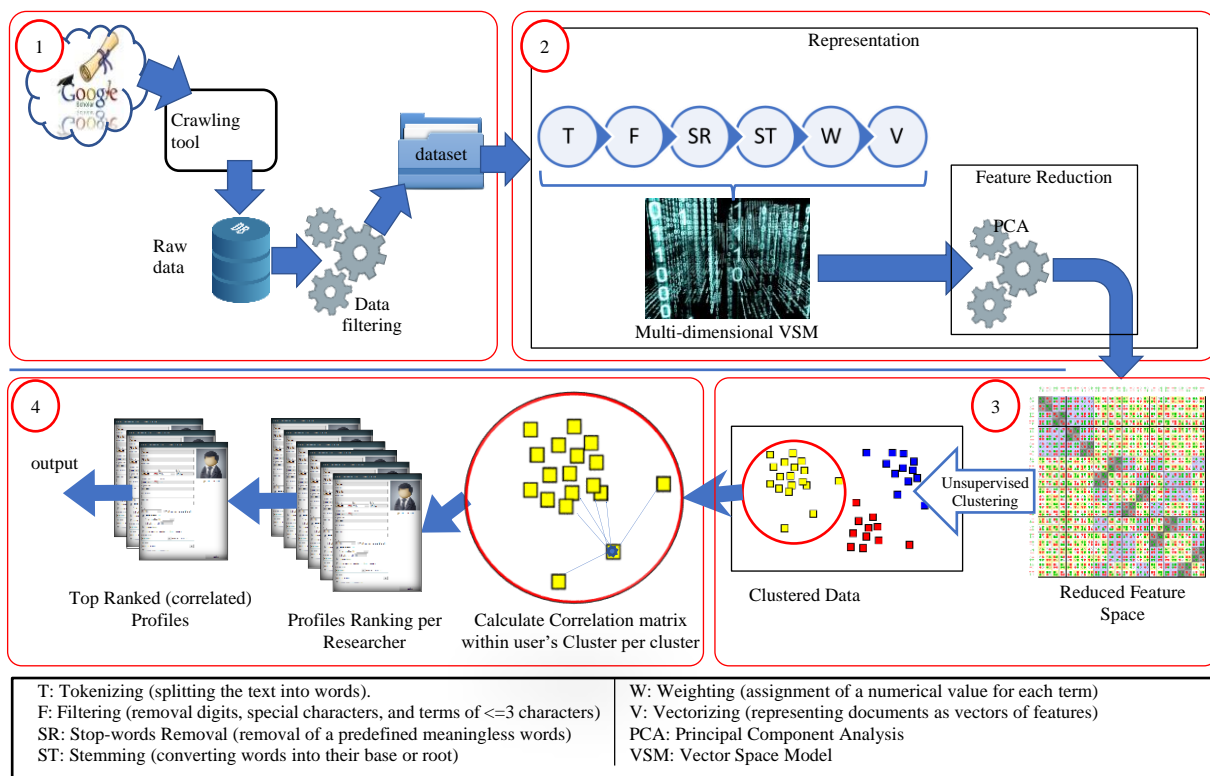 1
Google
Scholar
Crawling
tool
DB
Raw
data
Data
filtering
dataset
2
Representation
T F SR ST W V
Multi-dimensional VSM
Feature Reduction
PCA
3
Reduced Feature
Space
Unsupervised
Clustering
Clustered Data
4
Calculate Correlation matrix
within user's Cluster per cluster
Profiles Ranking per
Researcher
Top Ranked (correlated)
Profiles
output
T: Tokenizing (splitting the text into words).
F: Filtering (removal digits, special characters, and terms of <=3 characters)
SR: Stop-words Removal (removal of a predefined meaningless words)
ST: Stemming (converting words into their base or root)
W: Weighting (assignment of a numerical value for each term)
V: Vectorizing (representing documents as vectors of features)
PCA: Principal Component Analysis
VSM: Vector Space Model